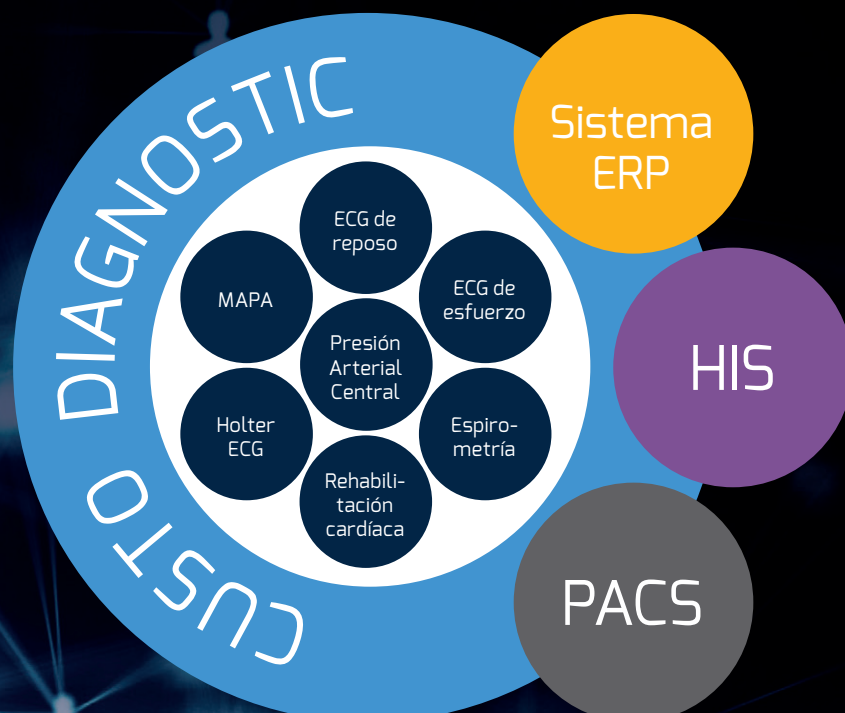 CUSTO DIAGNOSTIC
Sistema
ERP
HIS
PACS
ECG de
reposo
MAPA
ECG de
esfuerzo
Presión
Arterial
Central
Holter
ECG
Espiro-
metría
Rehabili-
tación
cardíaca